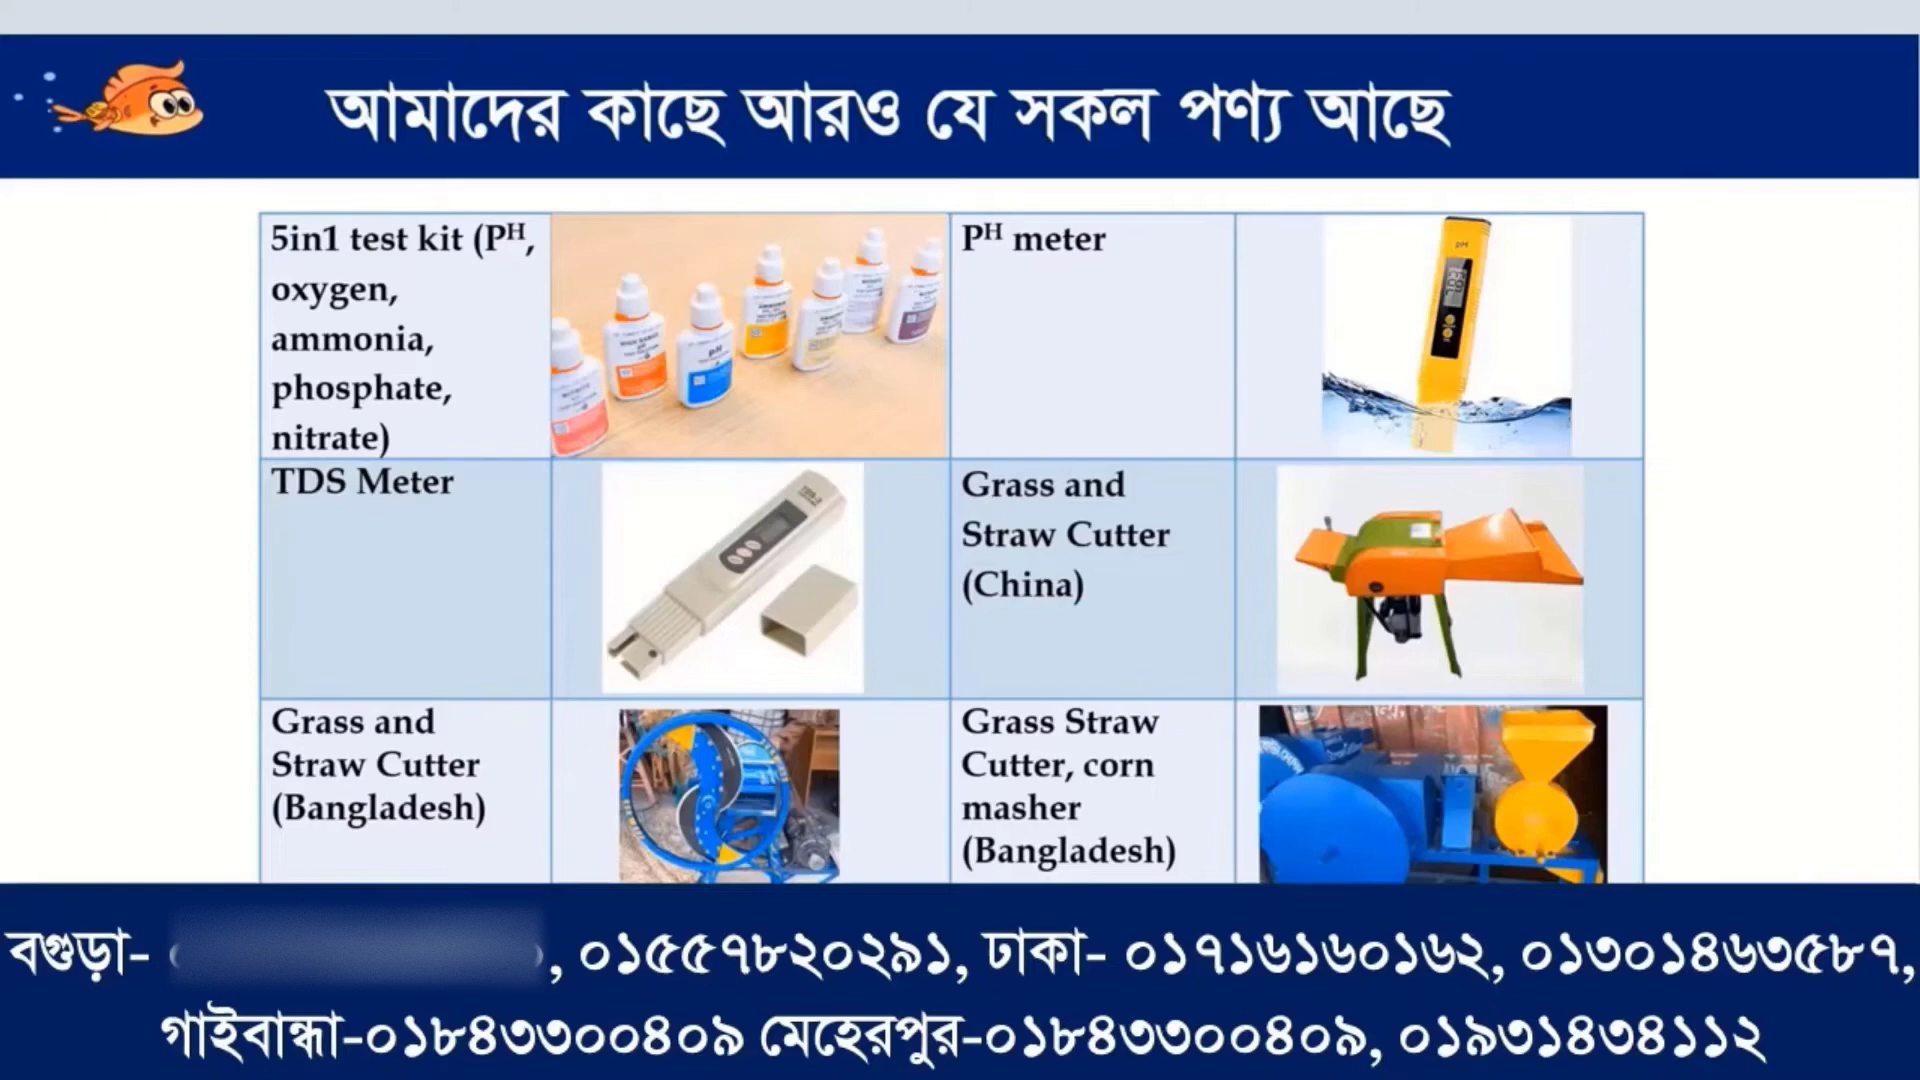 আমাদের কাছে আরও যে সকল পণ্য আছে
5in1 test kit (Pᴴ,
oxygen,
ammonia,
phosphate,
nitrate)
Pᴴ meter
pH
TDS Meter
Grass and
Straw Cutter
(China)
Grass and
Straw Cutter
(Bangladesh)
Grass Straw
Cutter, corn
masher
(Bangladesh)
বগুড়া- , ০১৫৫৭৮২০২৯১, ঢাকা- ০১৭১৬১৬০১৬২, ০১৩০১৪৬৩৫৮৭,
গাইবান্ধা-০১৮৪৩৩০০৪০৯ মেহেরপুর-০১৮৪৩৩০০৪০৯, ০১৯৩১৪৩৪১১২